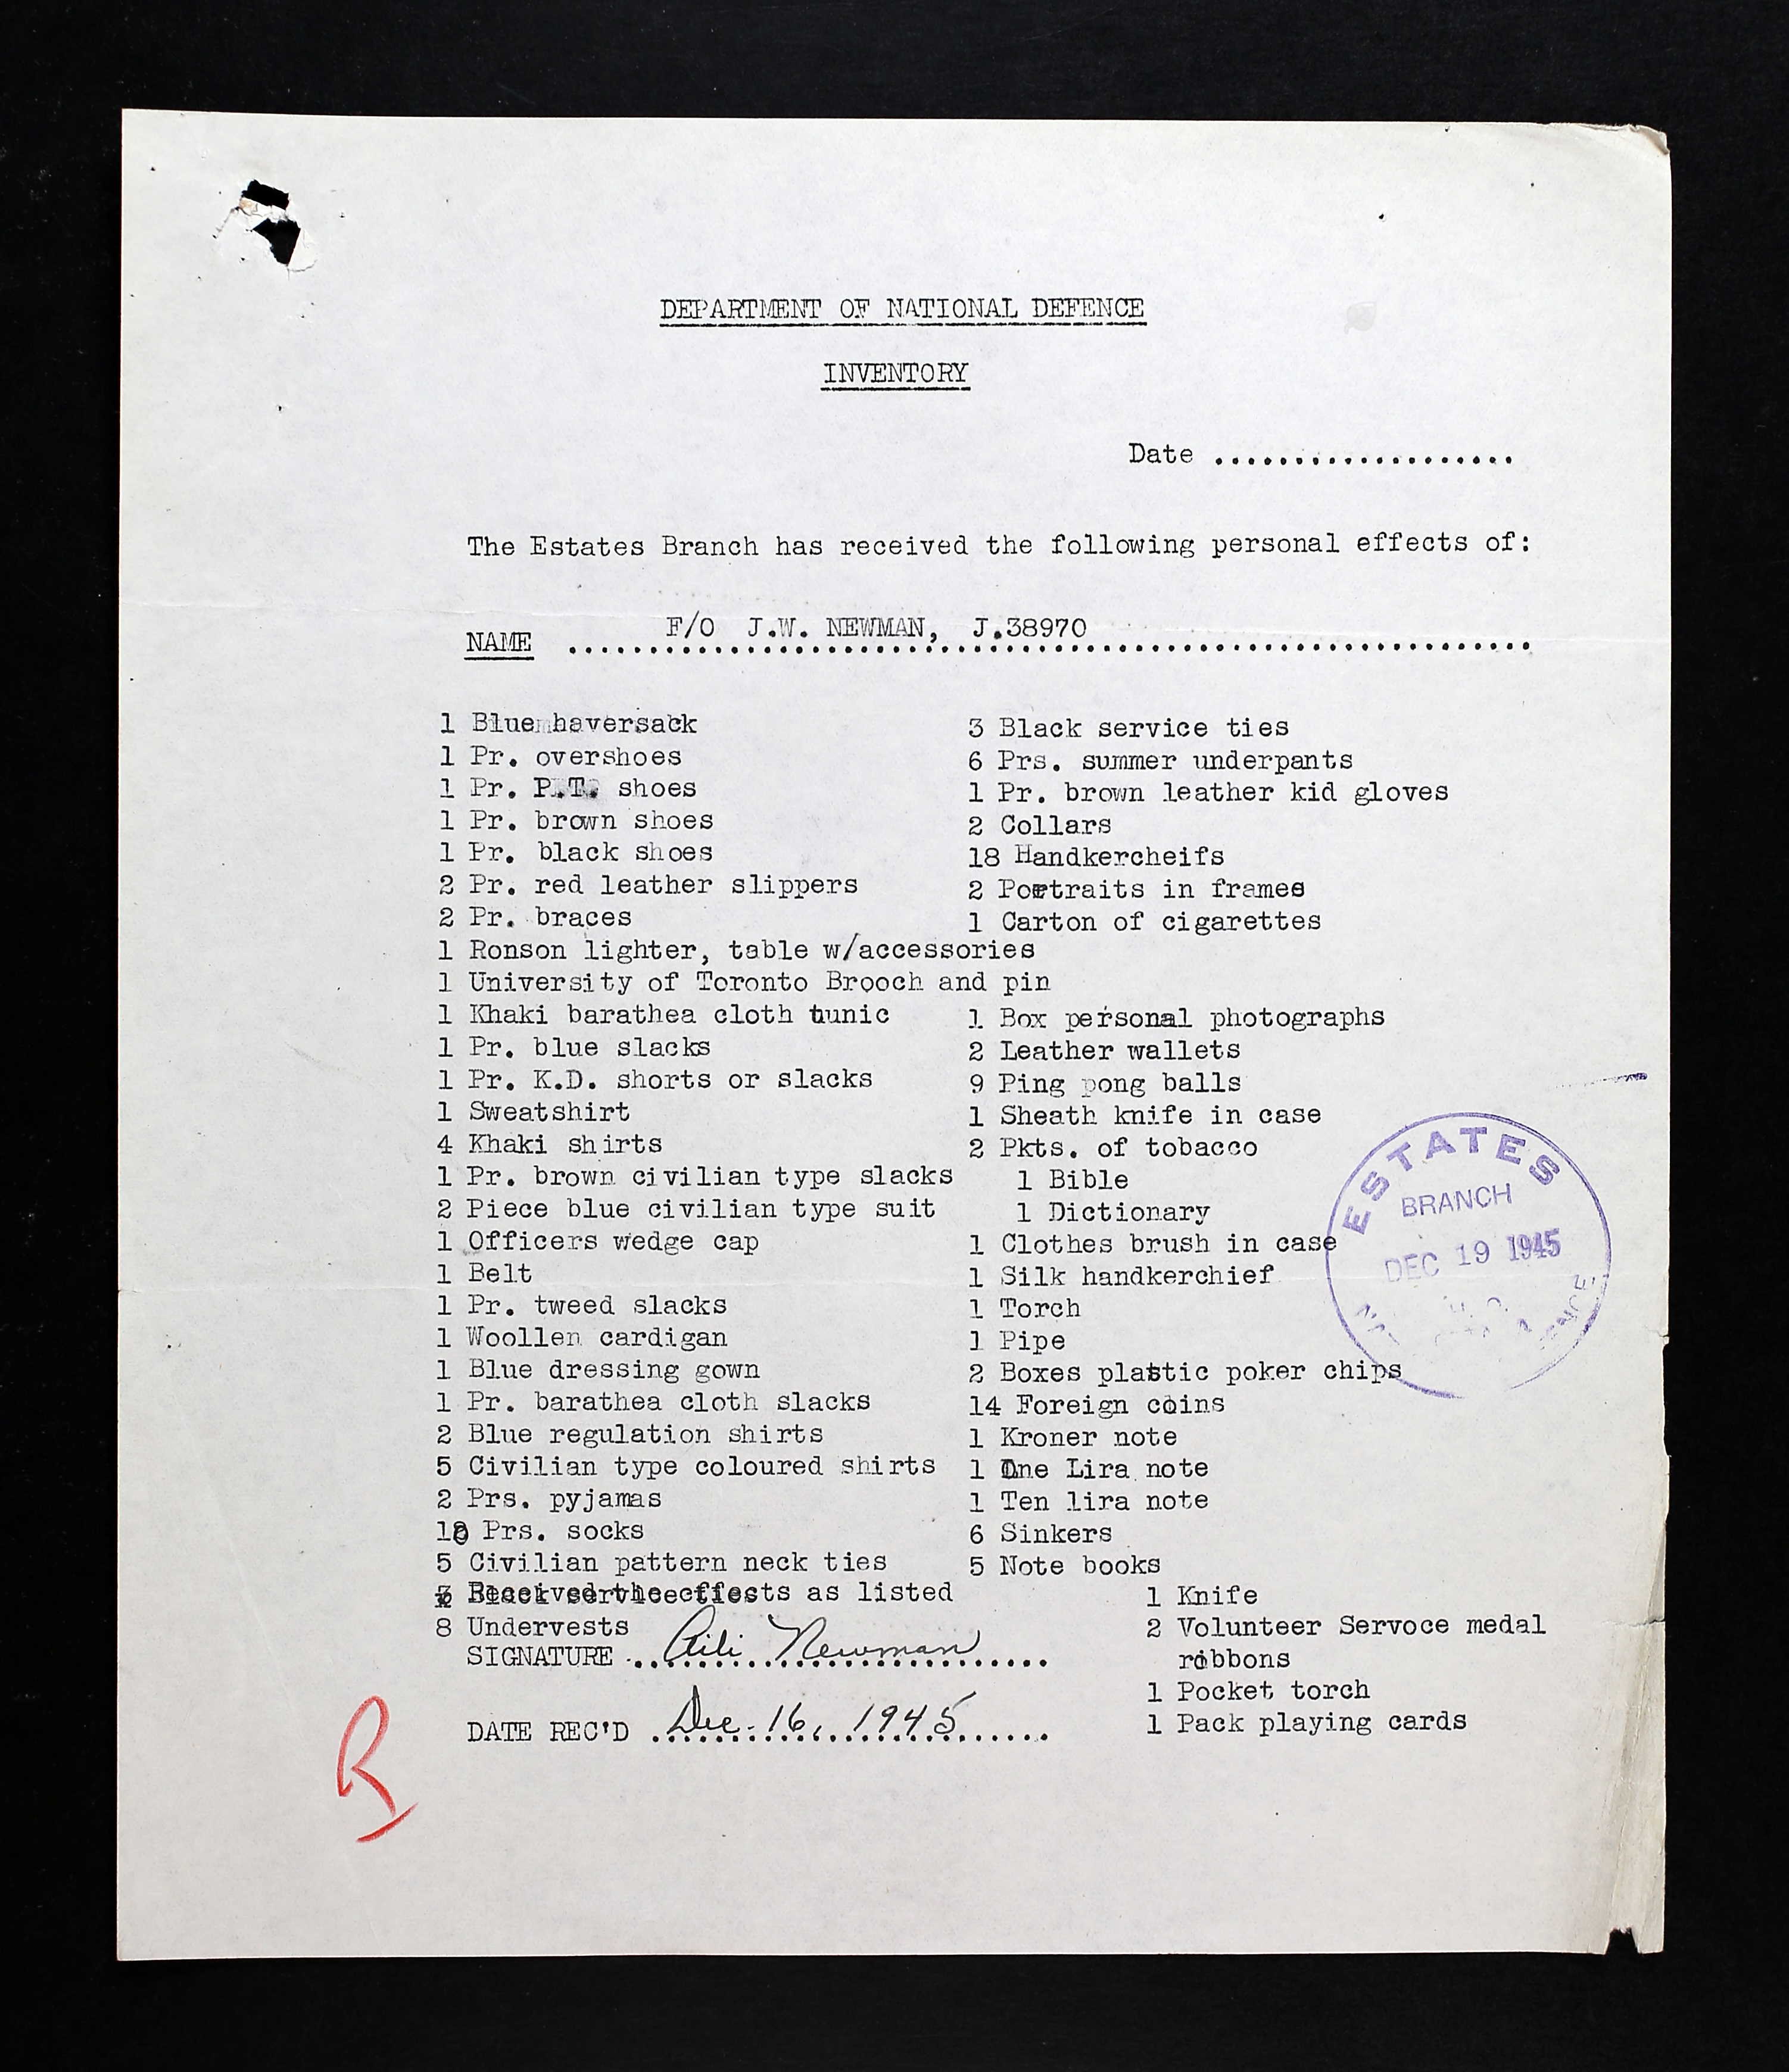 DEPARTMENT OF NATIONAL DEFENCE
INVENTORY
Date ...................
The Estates Branch has received the following personal effects of:
NAME F/O J.W. NEWMAN, J.38970
1 Blue haversack
1 Pr. overshoes
1 Pr. P.T. shoes
1 Pr. brown shoes
1 Pr. black shoes
2 Pr. red leather slippers
2 Pr. braces
1 Ronson lighter, table w/accessories
1 University of Toronto Brooch and pin
1 Khaki barathea cloth tunic
1 Pr. blue slacks
1 Pr. K.D. shorts or slacks
1 Sweatshirt
4 Khaki shirts
1 Pr. brown civilian type slacks
2 Piece blue civilian type suit
1 Officers wedge cap
1 Belt
1 Pr. tweed slacks
1 Woollen cardigan
1 Blue dressing gown
1 Pr. barathea cloth slacks
2 Blue regulation shirts
5 Civilian type coloured shirts
2 Prs. pyjamas
Prs. socks
5 Civilian pattern neck ties
Received the effects as listed
8 Undervests
SIGNATURE Aili Newman
DATE REC'D Dec. 16, 1945
3 Black service ties
6 Prs. summer underpants
1 Pr. brown leather kid gloves
2 Collars
18 Handkercheifs
2 Portraits in frames
1 Carton of cigarettes
1 Box personal photographs
2 Leather wallets
9 Ping pong balls
1 Sheath knife in case
2 Pkts. of tobacco
1 Bible
1 Dictionary
1 Clothes brush in case
1 Silk handkerchief
1 Torch
1 Pipe
2 Boxes plastic poker chips
14 Foreign coins
1 Kroner note
1 One Lira note
1 Ten lira note
6 Sinkers
5 Note books
1 Knife
2 Volunteer Servoce medal
ribbons
1 Pocket torch
1 Pack playing cards
ESTATES
BRANCH
DEC 19 1945
R